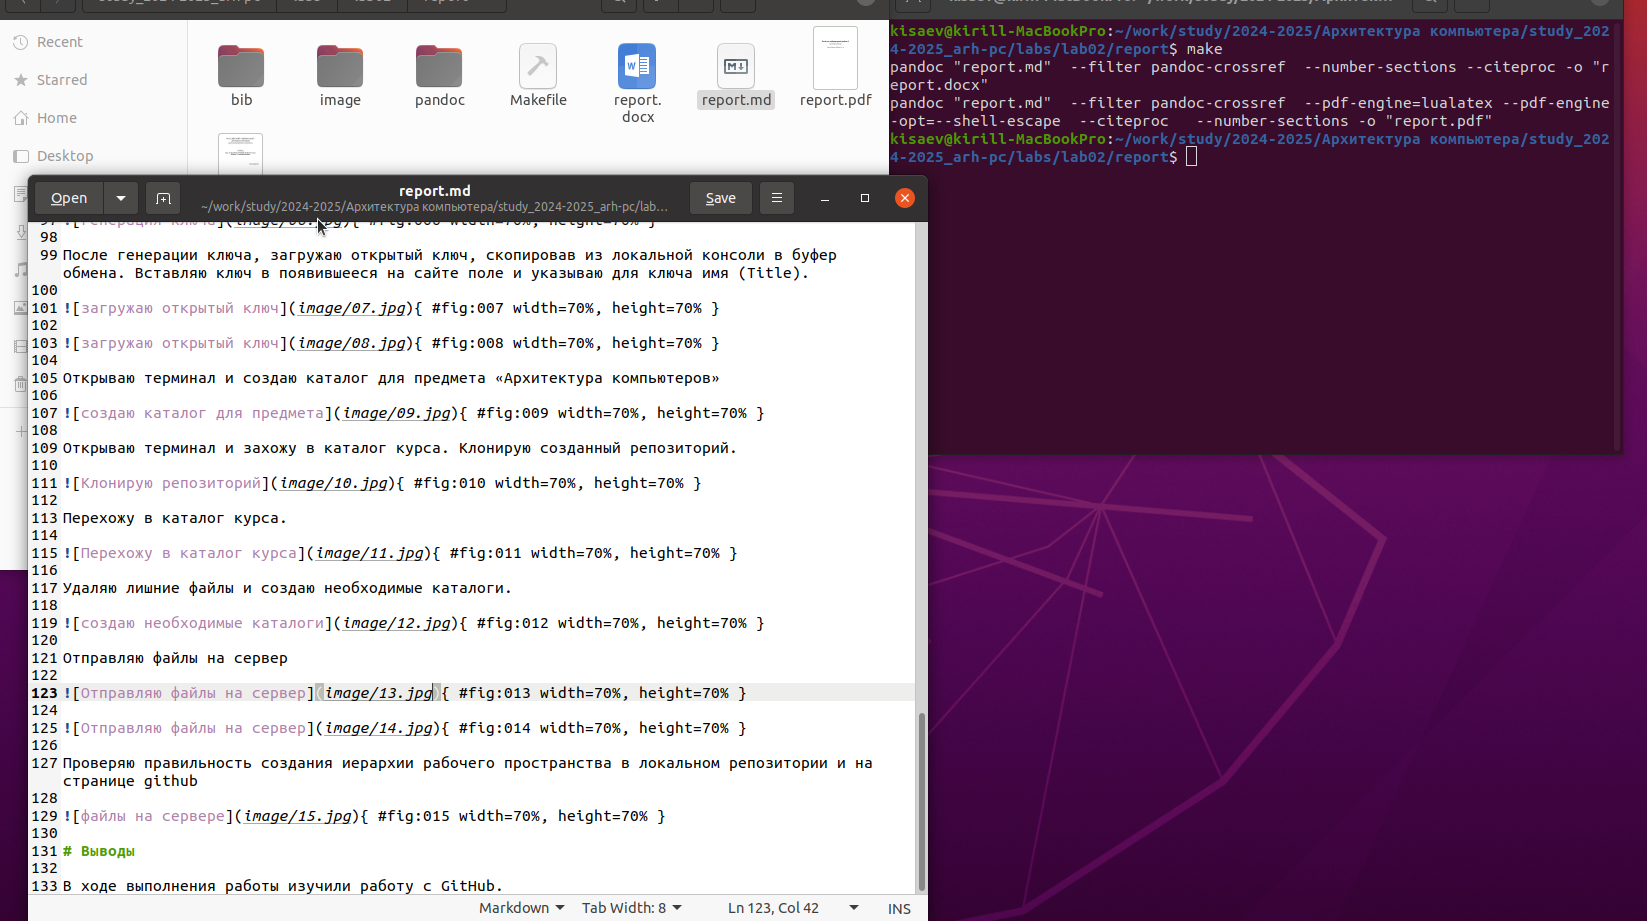 Recent
Starred
Home
Desktop
bib
image
pandoc
Makefile
report.
docx
report.md
report.pdf
kisaev@kirill-MacBookPro:~/work/study/2024-2025/Архитектура компьютера/study_202
4-2025_arh-pc/labs/lab02/report$ make
pandoc "report.md"  --filter pandoc-crossref  --number-sections --citeproc -o "r
eport.docx"
pandoc "report.md"  --filter pandoc-crossref  --pdf-engine=lualatex --pdf-engine
-opt=--shell-escape  --citeproc   --number-sections -o "report.pdf"
kisaev@kirill-MacBookPro:~/work/study/2024-2025/Архитектура компьютера/study_202
4-2025_arh-pc/labs/lab02/report$
Open
report.md
~/work/study/2024-2025/Архитектура компьютера/study_2024-2025_arh-pc/lab...
Save
98
99 После генерации ключа, загружаю открытый ключ, скопировав из локальной консоли в буфер
обмена. Вставляю ключ в появившееся на сайте поле и указываю для ключа имя (Title).
100
101 ![загружаю открытый ключ](image/07.jpg){ #fig:007 width=70%, height=70% }
102
103 ![загружаю открытый ключ](image/08.jpg){ #fig:008 width=70%, height=70% }
104
105 Открываю терминал и создаю каталог для предмета «Архитектура компьютеров»
106
107 ![создаю каталог для предмета](image/09.jpg){ #fig:009 width=70%, height=70% }
108
109 Открываю терминал и захожу в каталог курса. Клонирую созданный репозиторий.
110
111 ![Клонирую репозиторий](image/10.jpg){ #fig:010 width=70%, height=70% }
112
113 Перехожу в каталог курса.
114
115 ![Перехожу в каталог курса](image/11.jpg){ #fig:011 width=70%, height=70% }
116
117 Удаляю лишние файлы и создаю необходимые каталоги.
118
119 ![создаю необходимые каталоги](image/12.jpg){ #fig:012 width=70%, height=70% }
120
121 Отправляю файлы на сервер
122
123 ![Отправляю файлы на сервер](image/13.jpg){ #fig:013 width=70%, height=70% }
124
125 ![Отправляю файлы на сервер](image/14.jpg){ #fig:014 width=70%, height=70% }
126
127 Проверяю правильность создания иерархии рабочего пространства в локальном репозитории и на
странице github
128
129 ![файлы на сервере](image/15.jpg){ #fig:015 width=70%, height=70% }
130
131 # Выводы
132
133 В ходе выполнения работы изучили работу с GitHub.
Markdown
Tab Width: 8
Ln 123, Col 42
INS